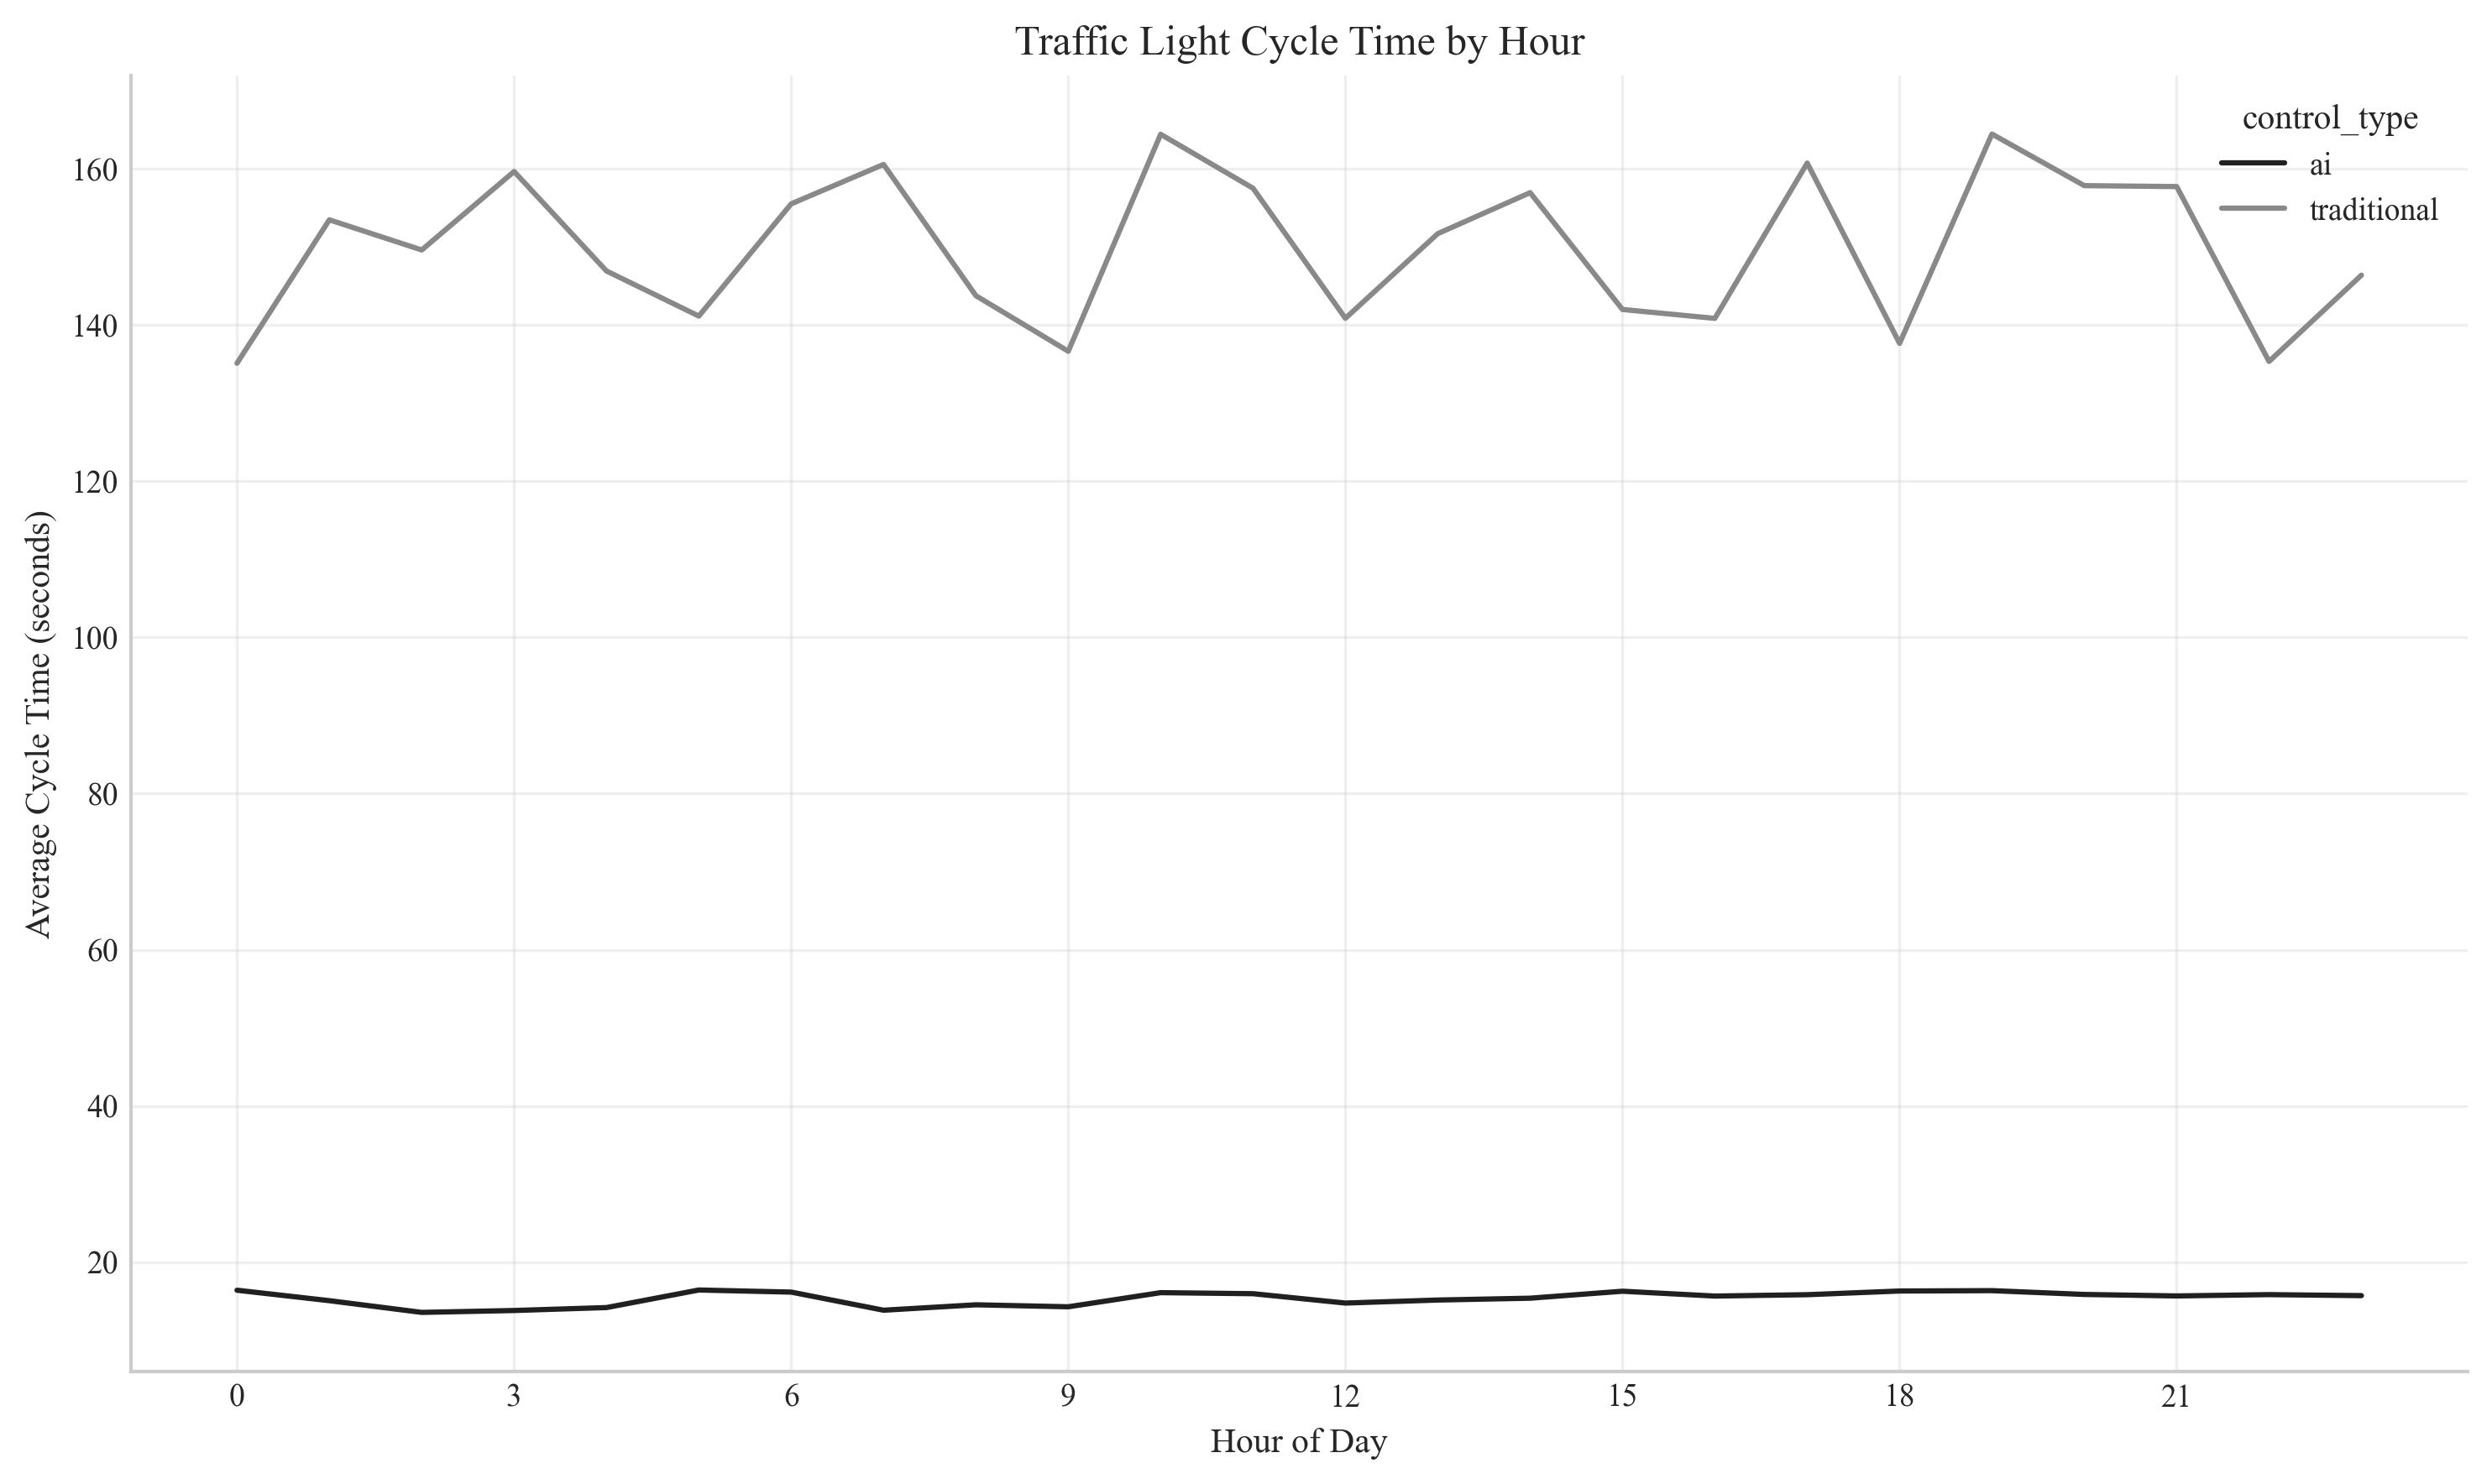 Traffic Light Cycle Time by Hour
control_type
ai
traditional
Average Cycle Time (seconds)
160
140
120
100
80
60
40
20
0 3 6 9 12 15 18 21
Hour of Day